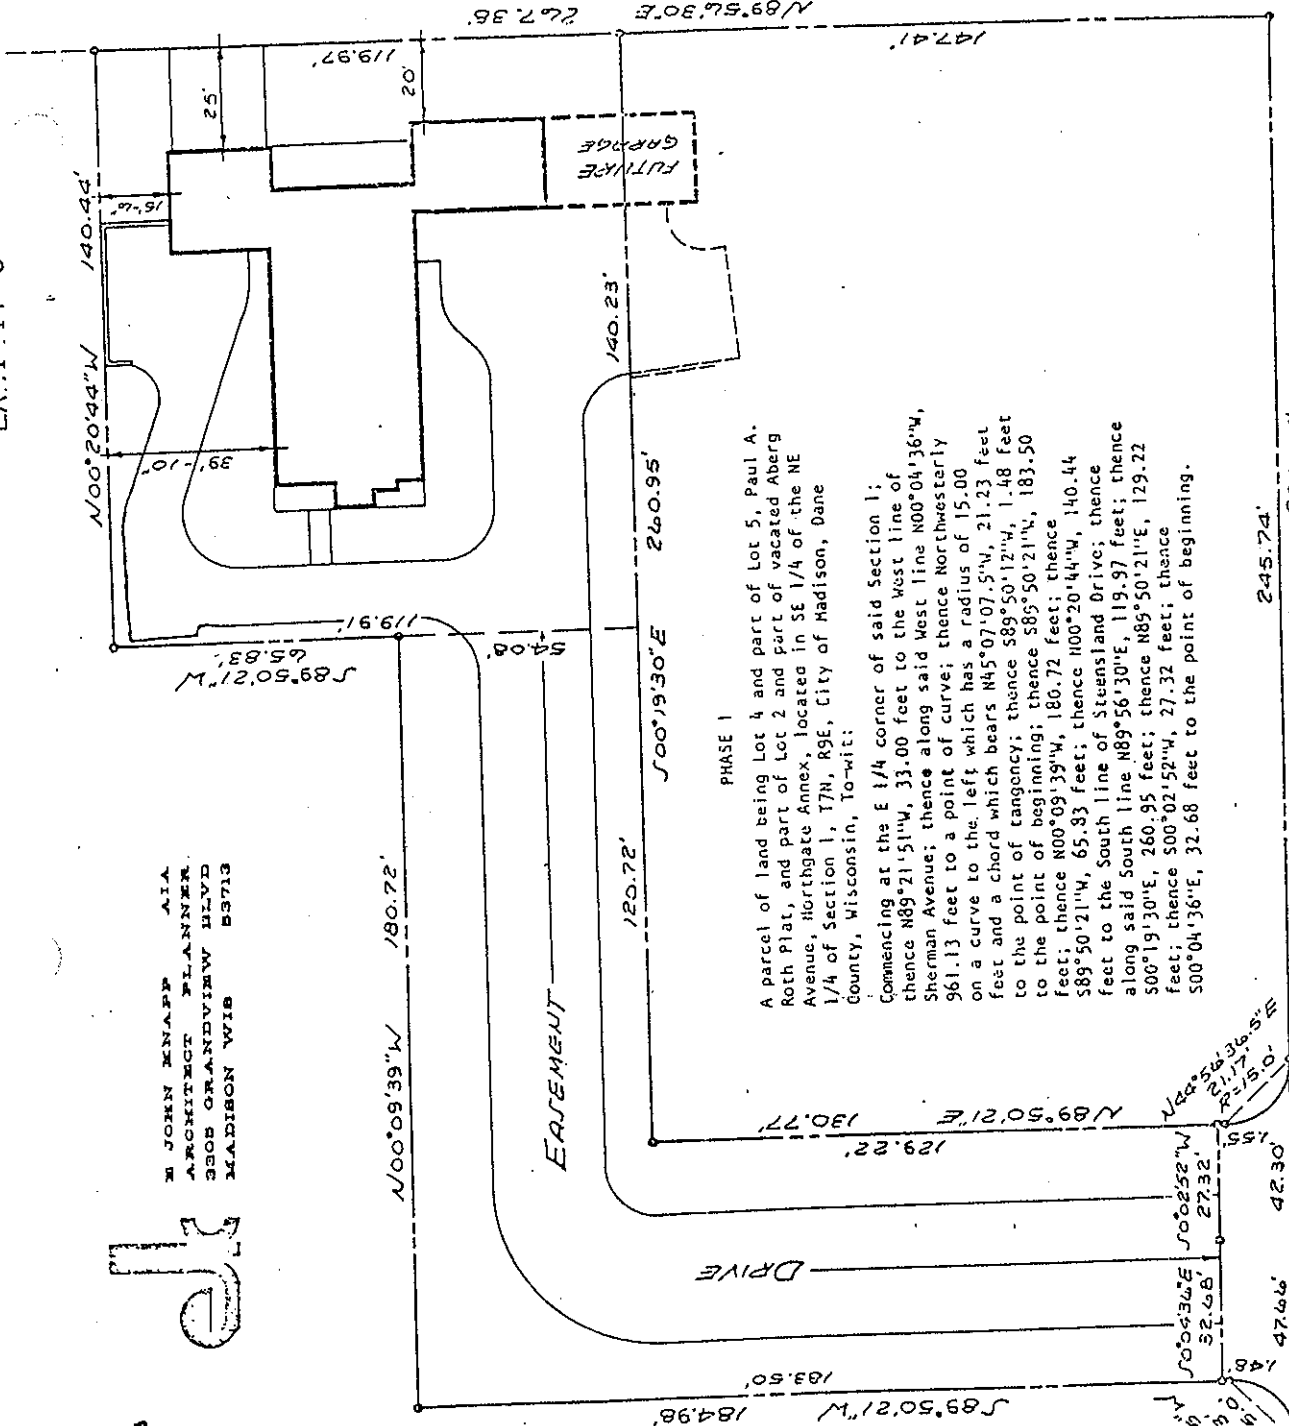 M JOHN KNAPP AIA
ARCHITECT PLANNER
3308 GRANDVIEW BLVD
MADISON WIS 53713
N89°56'30"E 267.38'
119.97'
147.41'
25'
20'
N00°20'44"W 140.44'
15'-6"
39'-10"
FUTURE
GARAGE
140.23'
S89°50'21"W
65.83'
119.91'
54.08'
S00°19'30"E 260.95'
120.72'
N00°09'39"W 180.72'
EASEMENT
DRIVE
PHASE 1
A parcel of land being Lot 4 and part of Lot 5, Paul A.
Roth Plat, and part of Lot 2 and part of vacated Aberg
Avenue, Northgate Annex, located in SE 1/4 of the NE
1/4 of Section 1, T7N, R9E, City of Madison, Dane
County, Wisconsin, To-wit:
Commencing at the E 1/4 corner of said Section 1;
thence N89°21'51"W, 33.00 feet to the West line of
Sherman Avenue; thence along said West line N00°04'36"W,
961.13 feet to a point of curve; thence Northwesterly
on a curve to the left which has a radius of 15.00
feet and a chord which bears N45°07'07.5"W, 21.23 feet
to the point of tangency; thence S89°50'12"W, 1.48 feet
to the point of beginning; thence S89°50'21"W, 183.50
feet; thence N00°09'39"W, 180.72 feet; thence
S89°50'21"W, 65.83 feet; thence N00°20'44"W, 140.44
feet to the South line of Steensland Drive; thence
along said South line N89°56'30"E, 119.97 feet; thence
S00°19'30"E, 260.95 feet; thence N89°50'21"E, 129.22
feet; thence S00°02'52"W, 27.32 feet; thence
S00°04'36"E, 32.68 feet to the point of beginning.
245.74'
N89°50'21"E 130.77'
129.22'
N44°56'36.5"E
21.17'
R=15.0'
1.55'
S00°02'52"W
27.32'
42.30'
S00°04'36"E
32.68'
47.66'
1.48'
183.50'
S89°50'21"W 184.98'